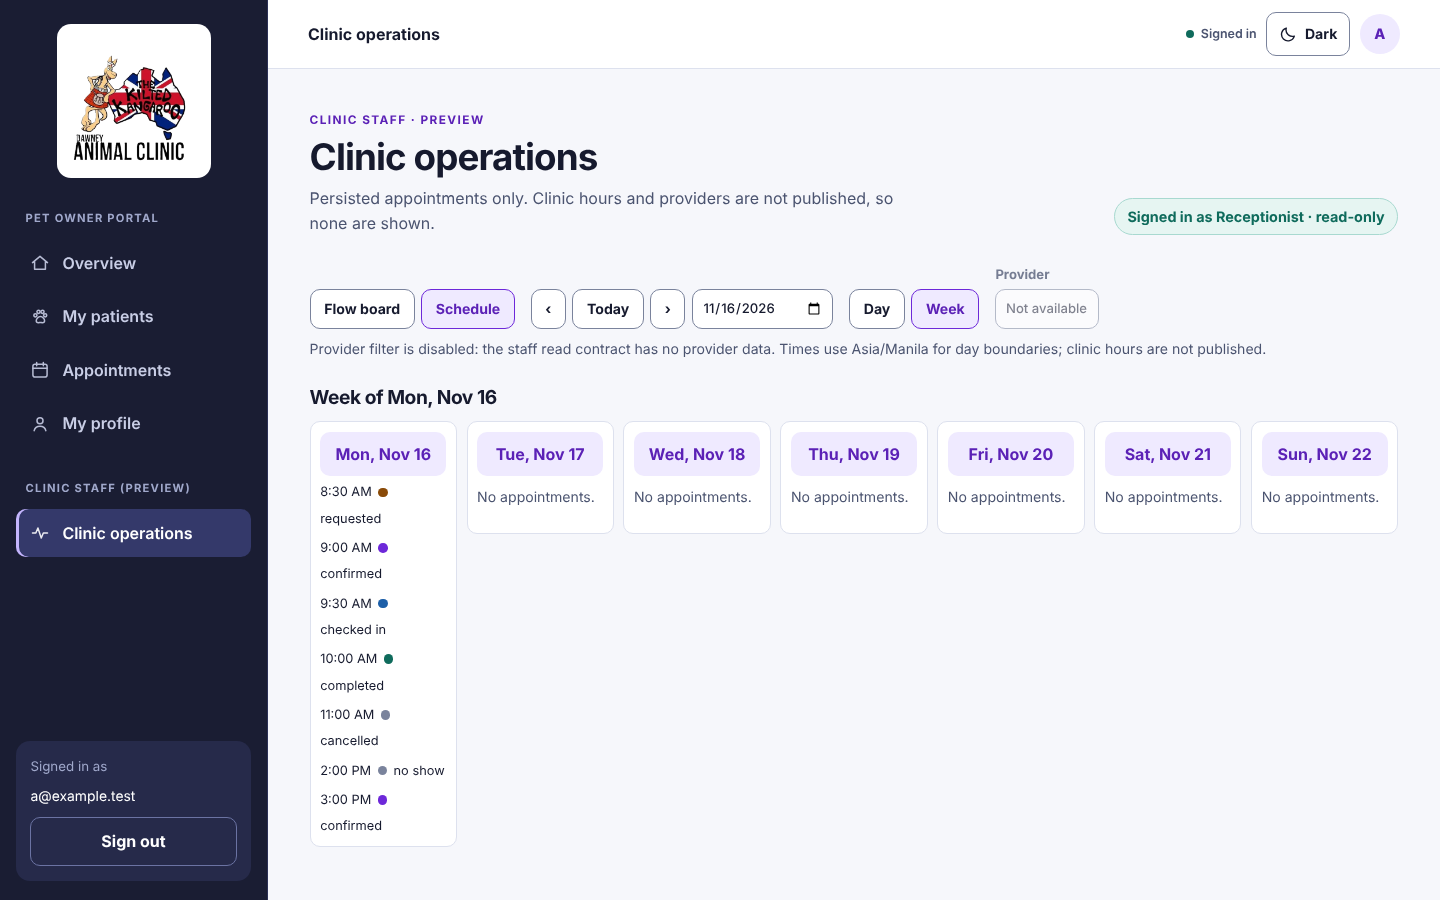 THE
KILTED
KANGAROO
DAWNEY
ANIMAL CLINIC
PET OWNER PORTAL
Overview
My patients
Appointments
My profile
CLINIC STAFF (PREVIEW)
Clinic operations
Signed in as
a@example.test
Sign out
Clinic operations
Signed in
Dark
A
CLINIC STAFF · PREVIEW
Clinic operations
Persisted appointments only. Clinic hours and providers are not published, so
none are shown.
Signed in as Receptionist · read-only
Provider
Flow board
Schedule
‹
Today
›
11/16/2026
Day
Week
Not available
Provider filter is disabled: the staff read contract has no provider data. Times use Asia/Manila for day boundaries; clinic hours are not published.
Week of Mon, Nov 16
Mon, Nov 16
8:30 AM
requested
9:00 AM
confirmed
9:30 AM
checked in
10:00 AM
completed
11:00 AM
cancelled
2:00 PM no show
3:00 PM
confirmed
Tue, Nov 17
No appointments.
Wed, Nov 18
No appointments.
Thu, Nov 19
No appointments.
Fri, Nov 20
No appointments.
Sat, Nov 21
No appointments.
Sun, Nov 22
No appointments.